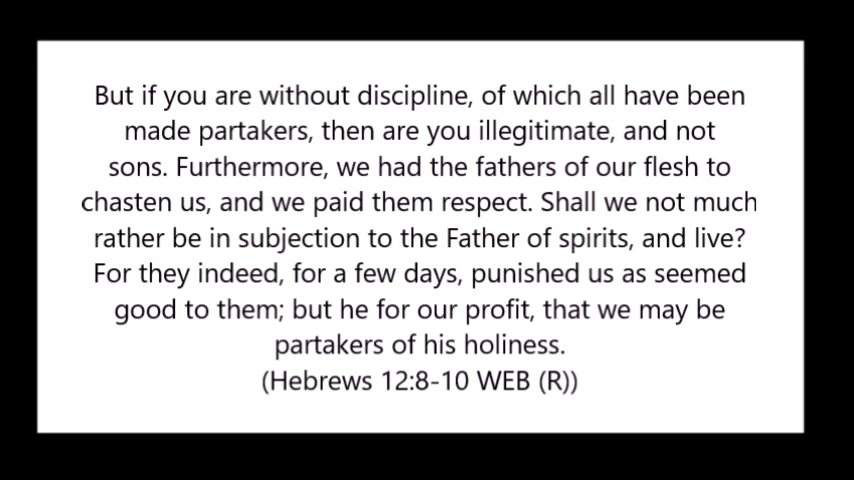 But if you are without discipline, of which all have been
made partakers, then are you illegitimate, and not
sons. Furthermore, we had the fathers of our flesh to
chasten us, and we paid them respect. Shall we not much
rather be in subjection to the Father of spirits, and live?
For they indeed, for a few days, punished us as seemed
good to them; but he for our profit, that we may be
partakers of his holiness.
(Hebrews 12:8-10 WEB (R))